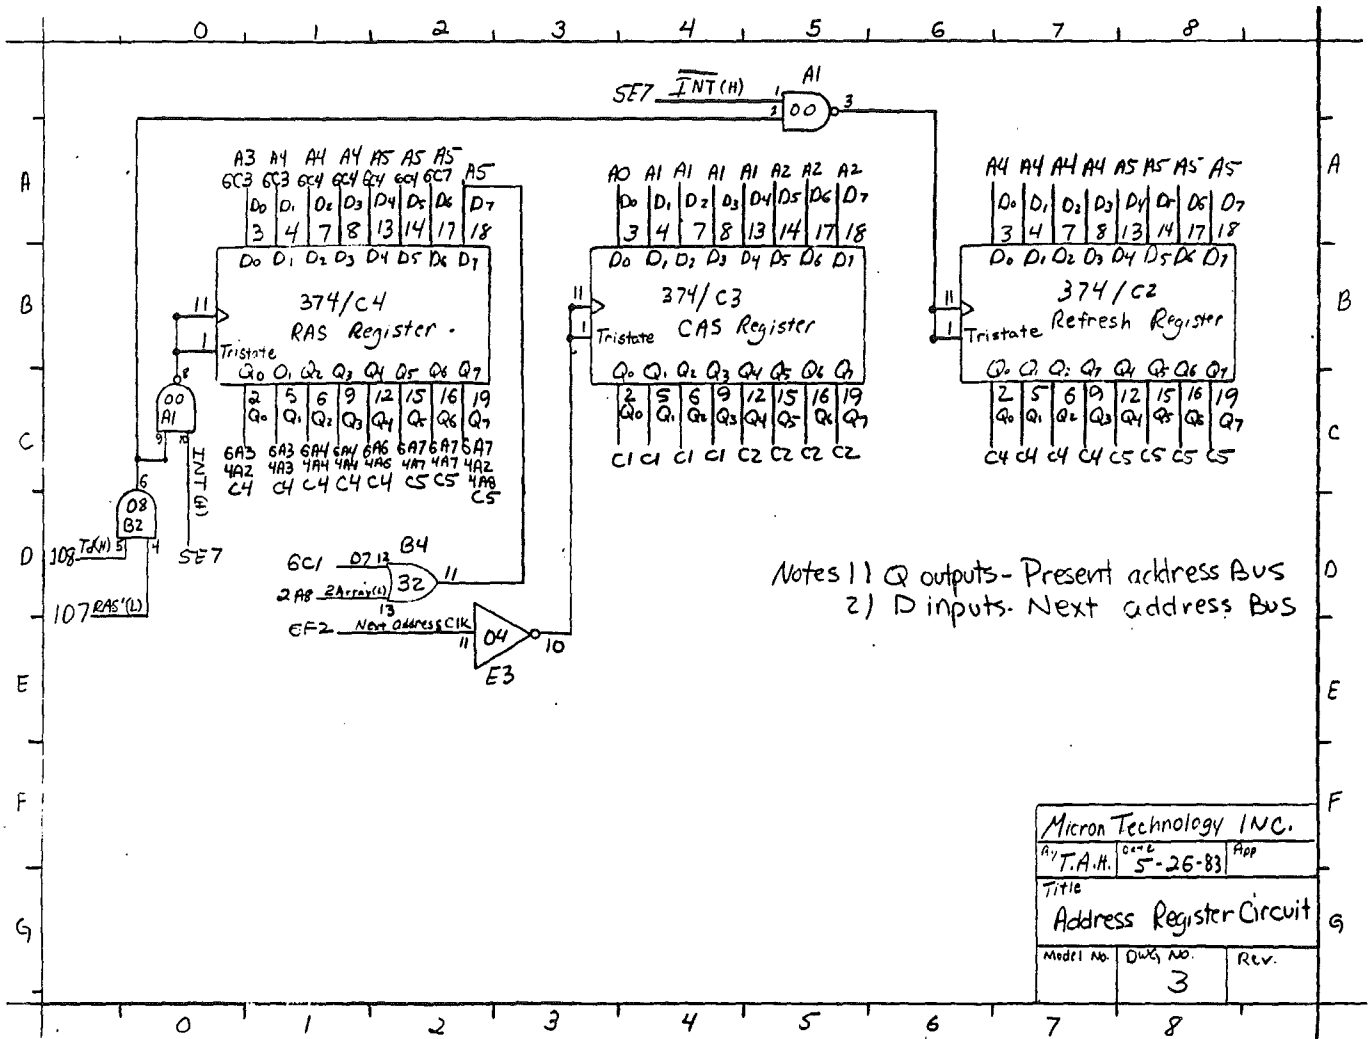 0 1 2 3 4 5 6 7 8
A B C D E F G
A B C D E F G
5E7 INT(H) 1 2 00 A1 3
A3 A4 A4 A4 A5 A5 A5 A5
6C3 6C3 6C4 6C4 6C4 6C4 6C7
D0 D1 D2 D3 D4 D5 D6 D7
3 4 7 8 13 14 17 18
D0 D1 D2 D3 D4 D5 D6 D7
11 374/C4
RAS Register
1 Tristate
Q0 Q1 Q2 Q3 Q4 Q5 Q6 Q7
2 5 6 9 12 15 16 19
Q0 Q1 Q2 Q3 Q4 Q5 Q6 Q7
6A3 6A3 6A4 6A4 6A6 6A7 6A7 6A7
4A2 4A3 4A4 4A4 4A6 4A7 4A7 4A2
C4 C4 C4 C4 C4 C5 C5 4A8
C5
A0 A1 A1 A1 A1 A2 A2 A2
D0 D1 D2 D3 D4 D5 D6 D7
3 4 7 8 13 14 17 18
D0 D1 D2 D3 D4 D5 D6 D7
11 374/C3
1 Tristate CAS Register
Q0 Q1 Q2 Q3 Q4 Q5 Q6 Q7
2 5 6 9 12 15 16 19
Q0 Q1 Q2 Q3 Q4 Q5 Q6 Q7
C1 C1 C1 C1 C2 C2 C2 C2
A4 A4 A4 A4 A5 A5 A5 A5
D0 D1 D2 D3 D4 D5 D6 D7
3 4 7 8 13 14 17 18
D0 D1 D2 D3 D4 D5 D6 D7
11 374/C2
1 Tristate Refresh Register
2 5 6 9 12 15 16 19
Q0 Q1 Q2 Q3 Q4 Q5 Q6 Q7
C4 C4 C4 C4 C5 C5 C5 C5
8
00
A1
9 10
INT(H)
5E7
6
08
B2
5 4
108 Td(H)
107 RAS'(L)
6C1 D7 12 B4
32 11
2A8 2Array(L)
13
EF2 Next Address Clk 11 04 10
E3
Notes 1) Q outputs- Present address Bus
2) D inputs- Next address Bus
Micron Technology INC.
By T.A.H. Date 5-26-83 App
Title
Address Register Circuit
Model No. Dwg No. Rev.
3
0 1 2 3 4 5 6 7 8